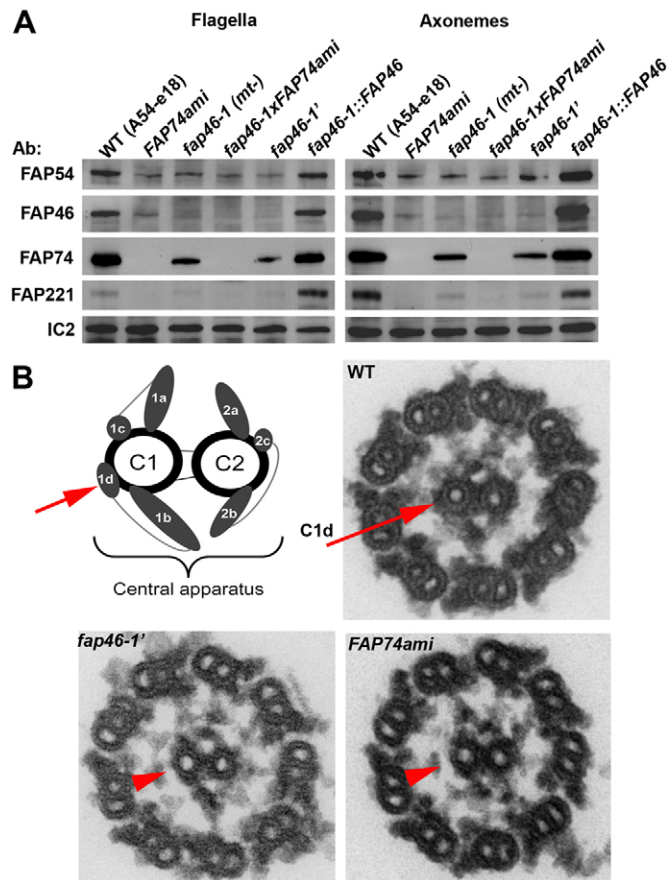 A
Flagella
Axonemes
Ab:
WT (A54-e18)
FAP74ami
fap46-1 (mt-)
fap46-1xFAP74ami
fap46-1'
fap46-1::FAP46
WT (A54-e18)
FAP74ami
fap46-1 (mt-)
fap46-1xFAP74ami
fap46-1'
fap46-1::FAP46
FAP54
FAP46
FAP74
FAP221
IC2
B
WT
1a
2a
1c
2c
C1
C2
1d
1b
2b
C1d
Central apparatus
fap46-1'
FAP74ami